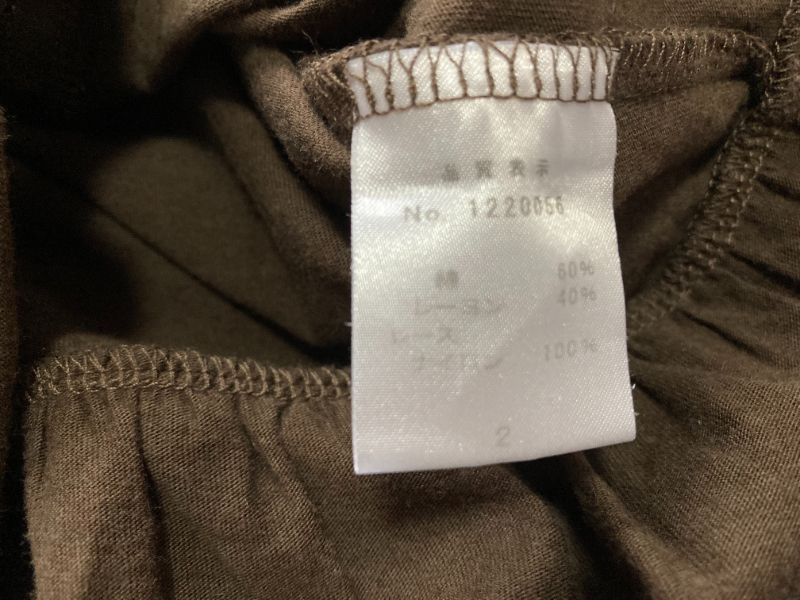 品質表示
No 1220056
綿 60%
レーヨン 40%
レース
ナイロン 100%
2